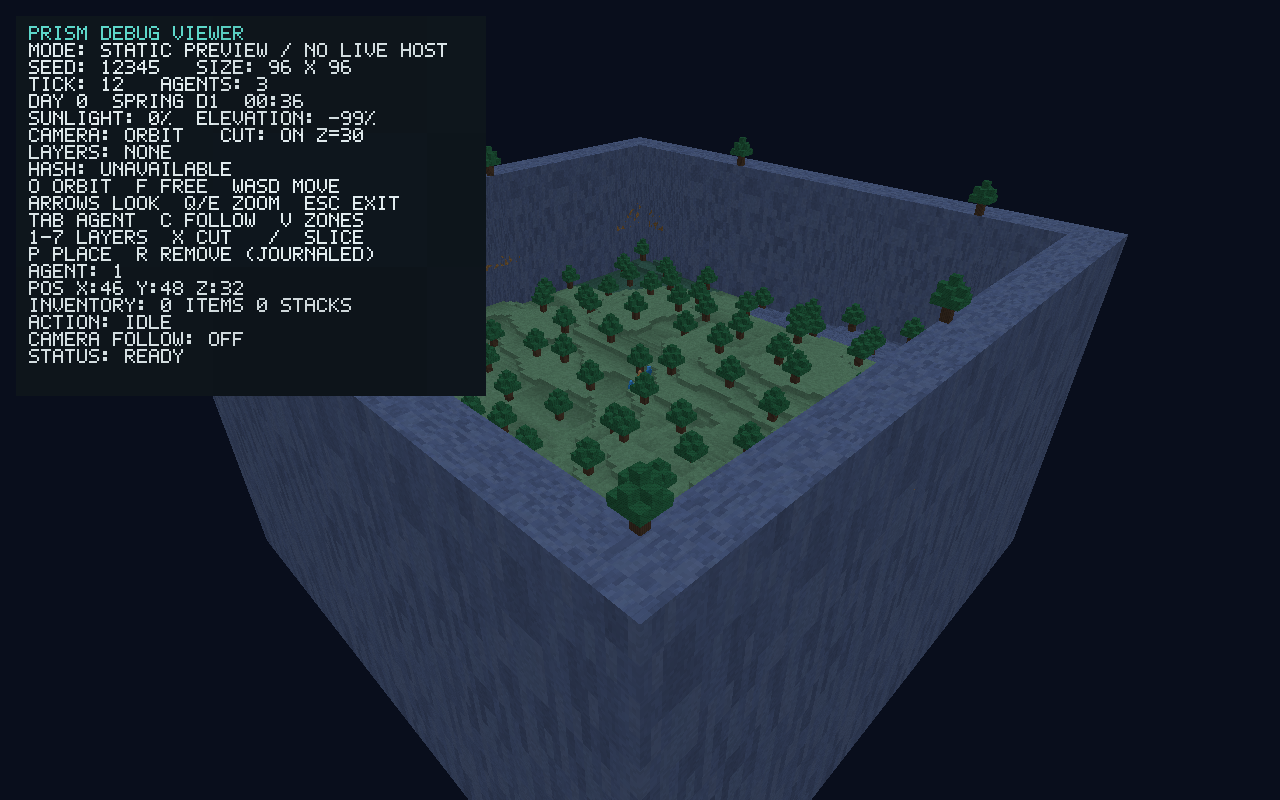 PRISM DEBUG VIEWER
MODE: STATIC PREVIEW / NO LIVE HOST
SEED: 12345 SIZE: 96 X 96
TICK: 12 AGENTS: 3
DAY 0 SPRING D1 00:36
SUNLIGHT: 0% ELEVATION: -99%
CAMERA: ORBIT CUT: ON Z=30
LAYERS: NONE
HASH: UNAVAILABLE
O ORBIT F FREE WASD MOVE
ARROWS LOOK Q/E ZOOM ESC EXIT
TAB AGENT C FOLLOW V ZONES
1-7 LAYERS X CUT / SLICE
P PLACE R REMOVE (JOURNALED)
AGENT: 1
POS X:46 Y:48 Z:32
INVENTORY: 0 ITEMS 0 STACKS
ACTION: IDLE
CAMERA FOLLOW: OFF
STATUS: READY